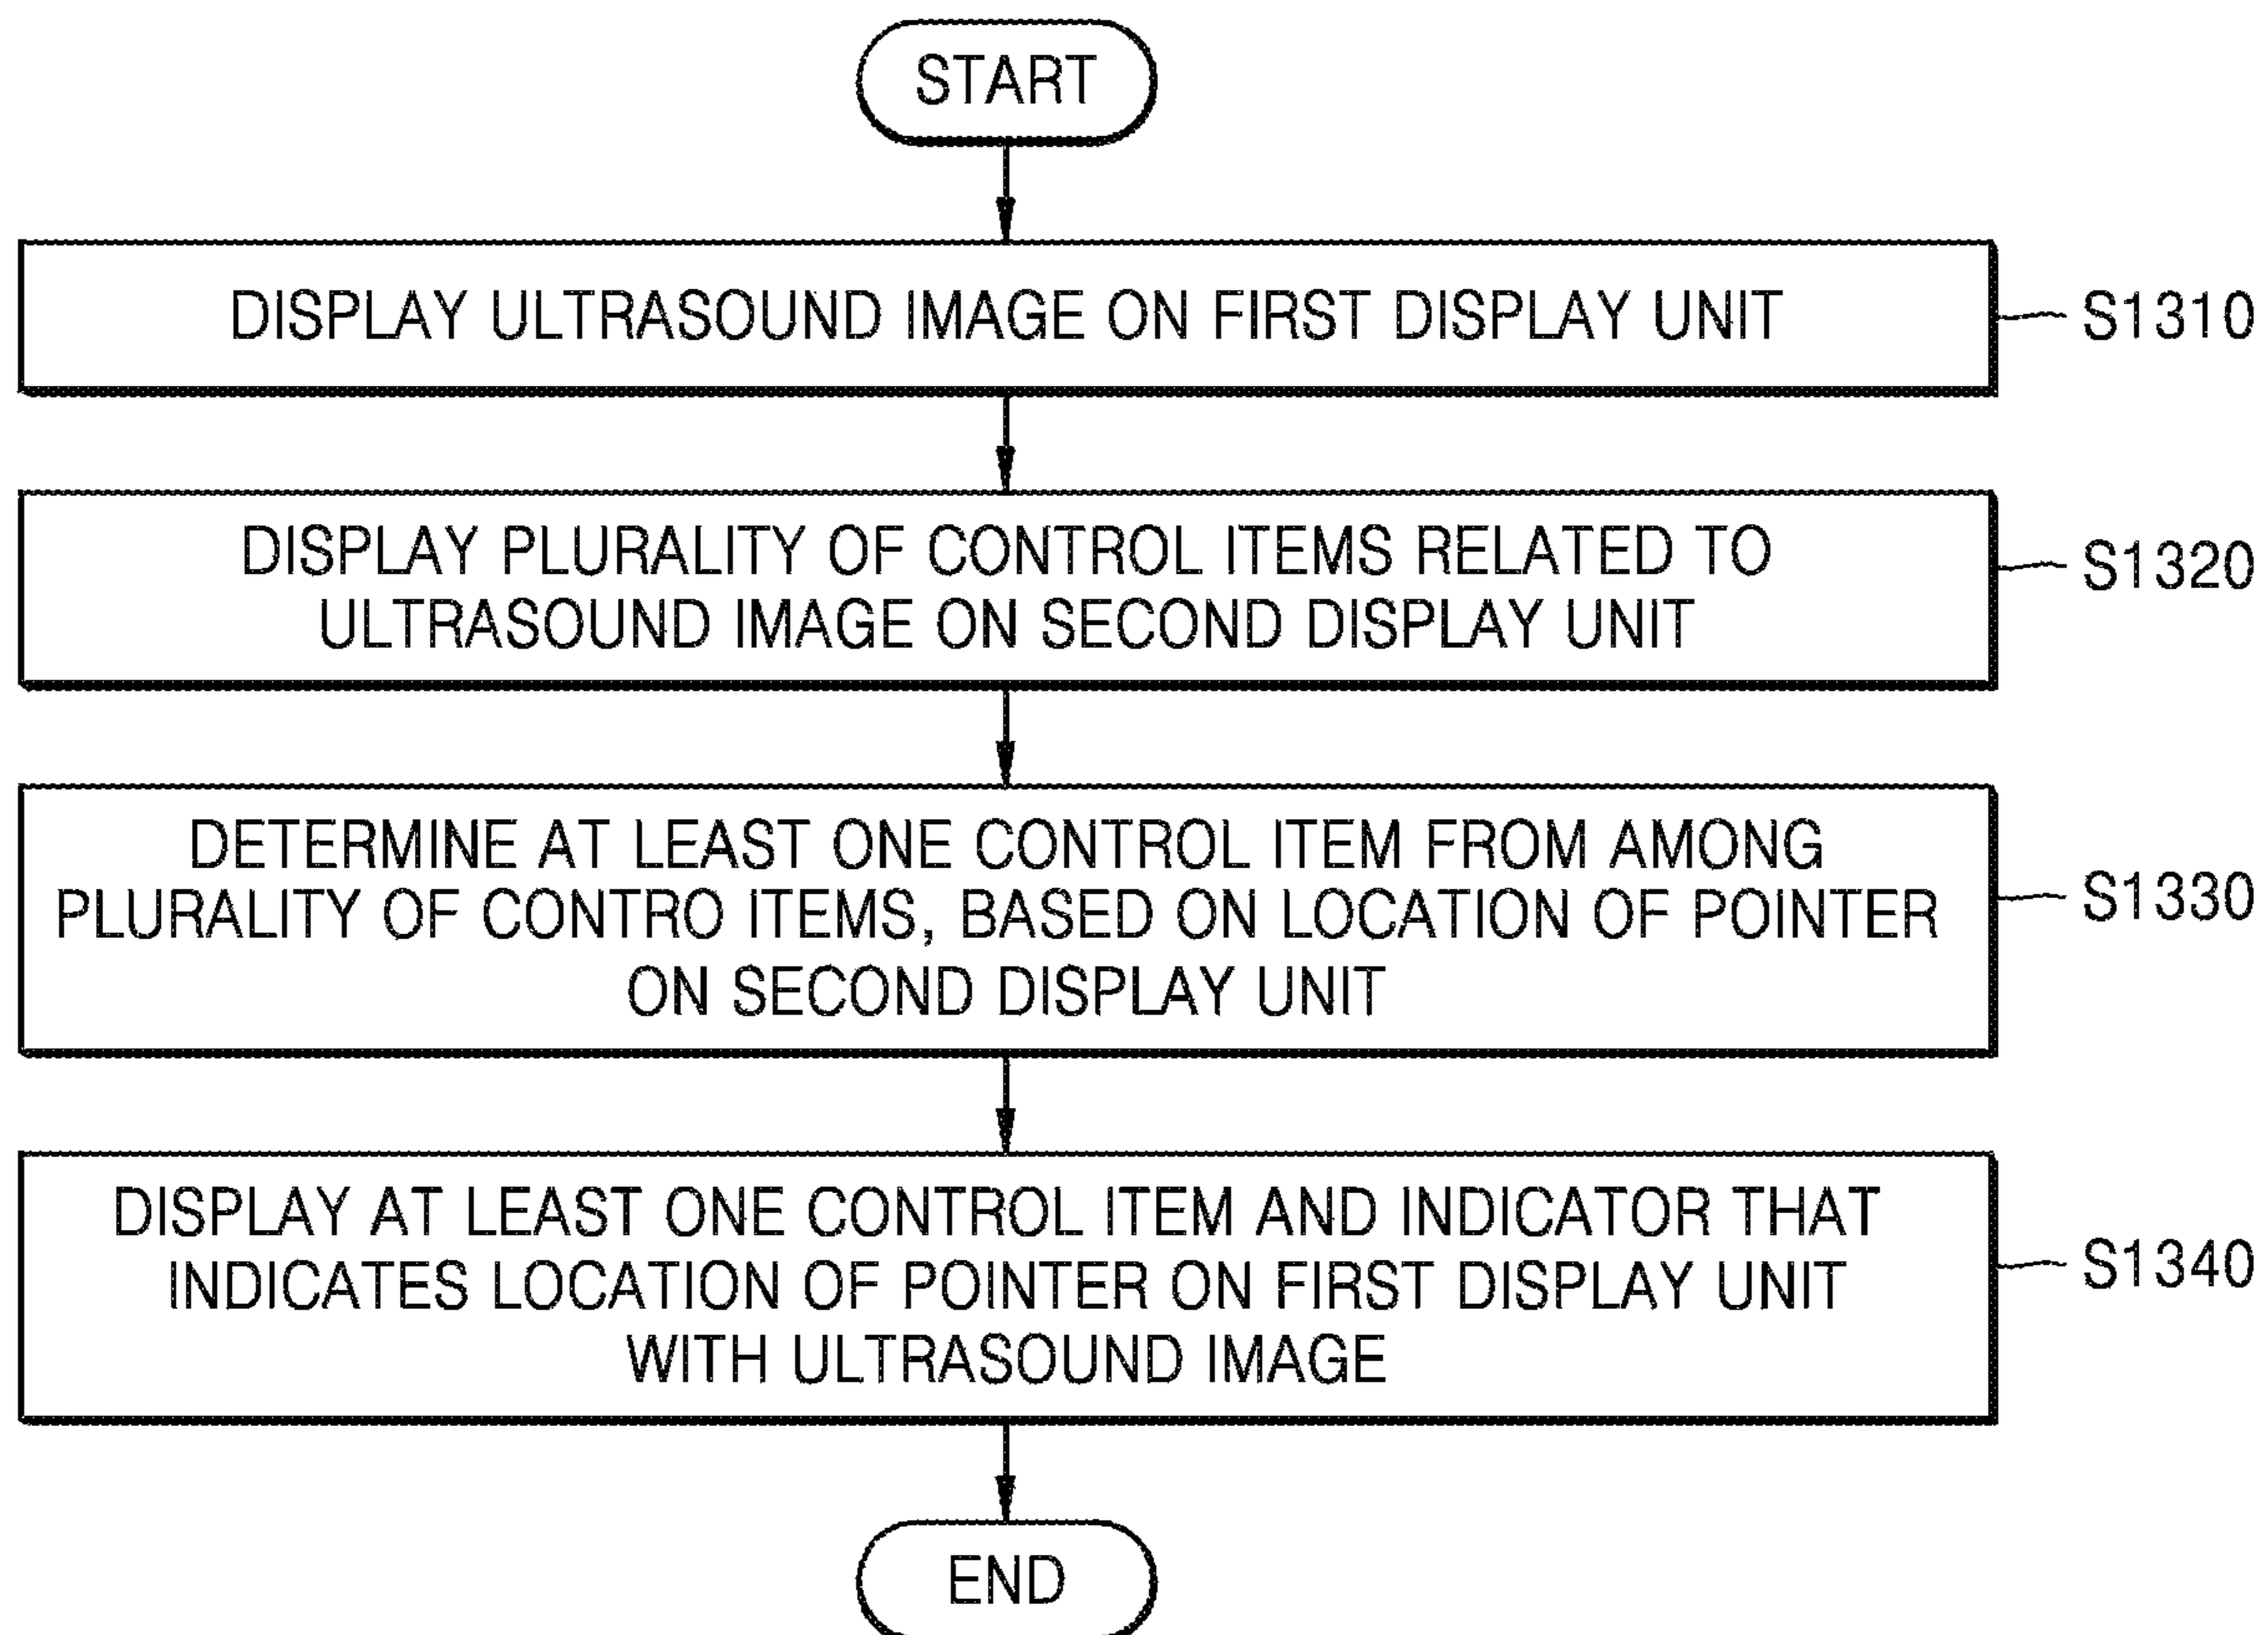 START
DISPLAY ULTRASOUND IMAGE ON FIRST DISPLAY UNIT
S1310
DISPLAY PLURALITY OF CONTROL ITEMS RELATED TO
ULTRASOUND IMAGE ON SECOND DISPLAY UNIT
S1320
DETERMINE AT LEAST ONE CONTROL ITEM FROM AMONG
PLURALITY OF CONTRO ITEMS, BASED ON LOCATION OF POINTER
ON SECOND DISPLAY UNIT
S1330
DISPLAY AT LEAST ONE CONTROL ITEM AND INDICATOR THAT
INDICATES LOCATION OF POINTER ON FIRST DISPLAY UNIT
WITH ULTRASOUND IMAGE
S1340
END